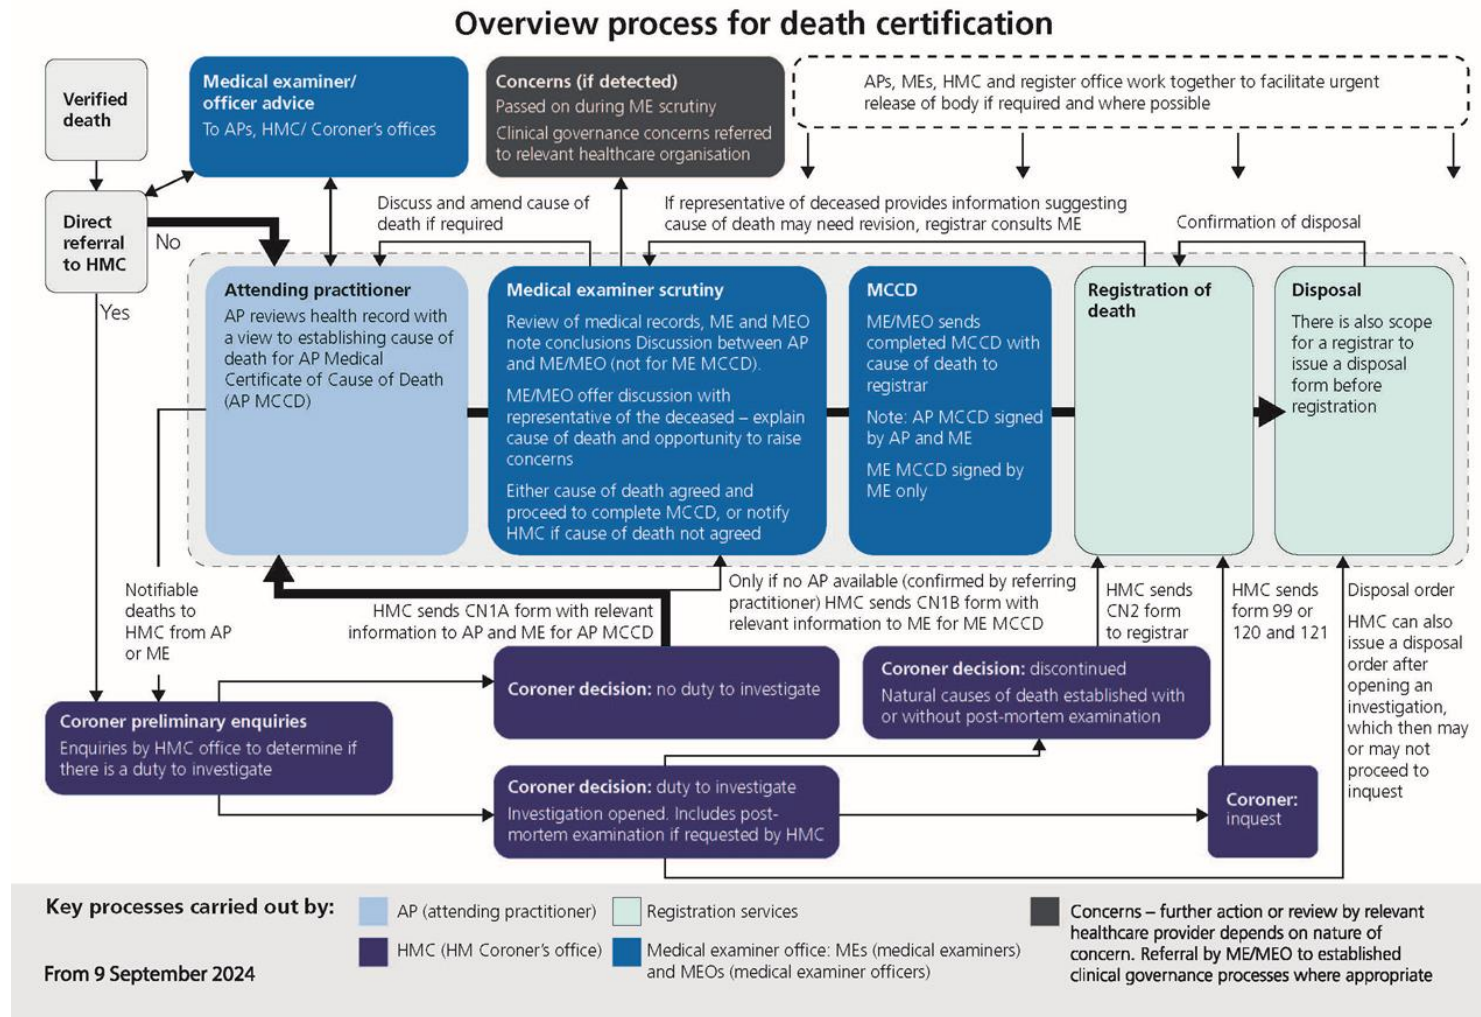 Overview process for death certification
Verified
death
Medical examiner/
officer advice
To APs, HMC/ Coroner's offices
Concerns (if detected)
Passed on during ME scrutiny
Clinical governance concerns referred
to relevant healthcare organisation
APs, MEs, HMC and register office work together to facilitate urgent
release of body if required and where possible
Direct
referral
to HMC
No
Yes
Discuss and amend cause of
death if required
If representative of deceased provides information suggesting
cause of death may need revision, registrar consults ME
Confirmation of disposal
Attending practitioner
AP reviews health record with
a view to establishing cause of
death for AP Medical
Certificate of Cause of Death
(AP MCCD)
Medical examiner scrutiny
Review of medical records, ME and MEO
note conclusions Discussion between AP
and ME/MEO (not for ME MCCD).
ME/MEO offer discussion with
representative of the deceased – explain
cause of death and opportunity to raise
concerns
Either cause of death agreed and
proceed to complete MCCD, or notify
HMC if cause of death not agreed
MCCD
ME/MEO sends
completed MCCD with
cause of death to
registrar
Note: AP MCCD signed
by AP and ME
ME MCCD signed by
ME only
Registration of
death
Disposal
There is also scope
for a registrar to
issue a disposal
form before
registration
Notifiable
deaths to
HMC from AP
or ME
HMC sends CN1A form with relevant
information to AP and ME for AP MCCD
Only if no AP available (confirmed by referring
practitioner) HMC sends CN1B form with
relevant information to ME for ME MCCD
HMC sends
CN2 form
to registrar
HMC sends
form 99 or
120 and 121
Disposal order
HMC can also
issue a disposal
order after
opening an
investigation,
which then may
or may not
proceed to
inquest
Coroner preliminary enquiries
Enquiries by HMC office to determine if
there is a duty to investigate
Coroner decision: no duty to investigate
Coroner decision: discontinued
Natural causes of death established with
or without post-mortem examination
Coroner decision: duty to investigate
Investigation opened. Includes post-
mortem examination if requested by HMC
Coroner:
inquest
Key processes carried out by:
AP (attending practitioner)
HMC (HM Coroner's office)
Registration services
Medical examiner office: MEs (medical examiners)
and MEOs (medical examiner officers)
Concerns – further action or review by relevant
healthcare provider depends on nature of
concern. Referral by ME/MEO to established
clinical governance processes where appropriate
From 9 September 2024